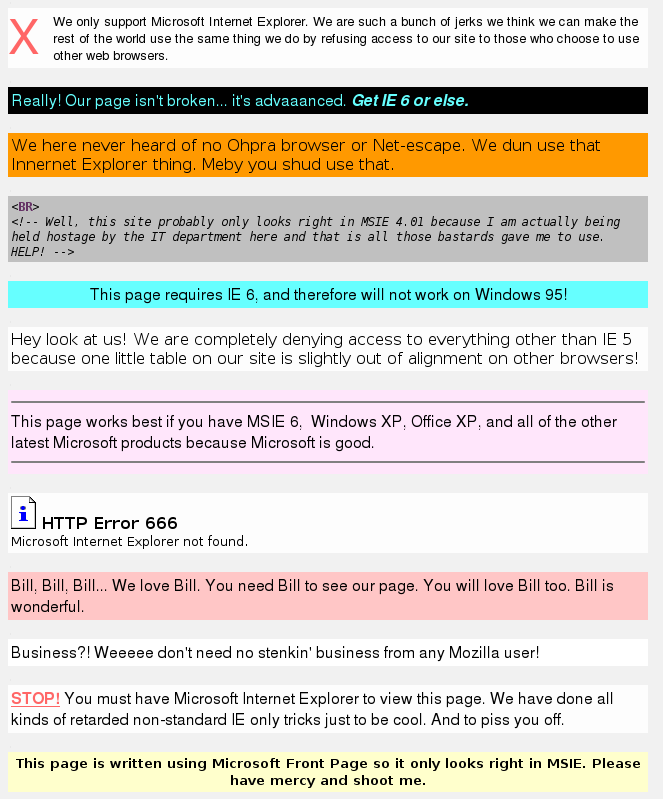 X
We only support Microsoft Internet Explorer. We are such a bunch of jerks we think we can make the
rest of the world use the same thing we do by refusing access to our site to those who choose to use
other web browsers.
Really! Our page isn't broken... it's advaaanced. Get IE 6 or else.
We here never heard of no Ohpra browser or Net-escape. We dun use that
Innernet Explorer thing. Meby you shud use that.
<BR>
<!-- Well, this site probably only looks right in MSIE 4.01 because I am actually being
held hostage by the IT department here and that is all those bastards gave me to use.
HELP! -->
This page requires IE 6, and therefore will not work on Windows 95!
Hey look at us! We are completely denying access to everything other than IE 5
because one little table on our site is slightly out of alignment on other browsers!
This page works best if you have MSIE 6,  Windows XP, Office XP, and all of the other
latest Microsoft products because Microsoft is good.
i HTTP Error 666
Microsoft Internet Explorer not found.
Bill, Bill, Bill... We love Bill. You need Bill to see our page. You will love Bill too. Bill is
wonderful.
Business?! Weeeee don't need no stenkin' business from any Mozilla user!
STOP! You must have Microsoft Internet Explorer to view this page. We have done all
kinds of retarded non-standard IE only tricks just to be cool. And to piss you off.
This page is written using Microsoft Front Page so it only looks right in MSIE. Please
have mercy and shoot me.